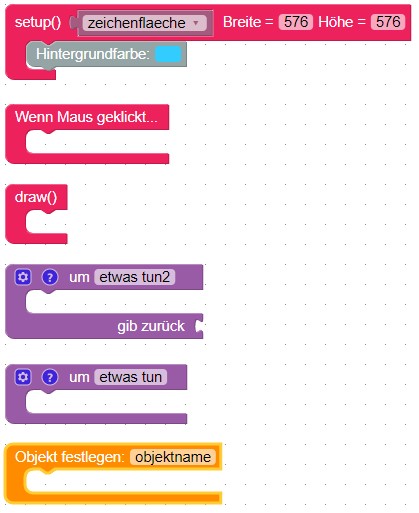 setup() zeichenflaeche Breite = 576 Höhe = 576
Hintergrundfarbe:
Wenn Maus geklickt...
draw()
? um etwas tun2
gib zurück
? um etwas tun
Objekt festlegen: objektname